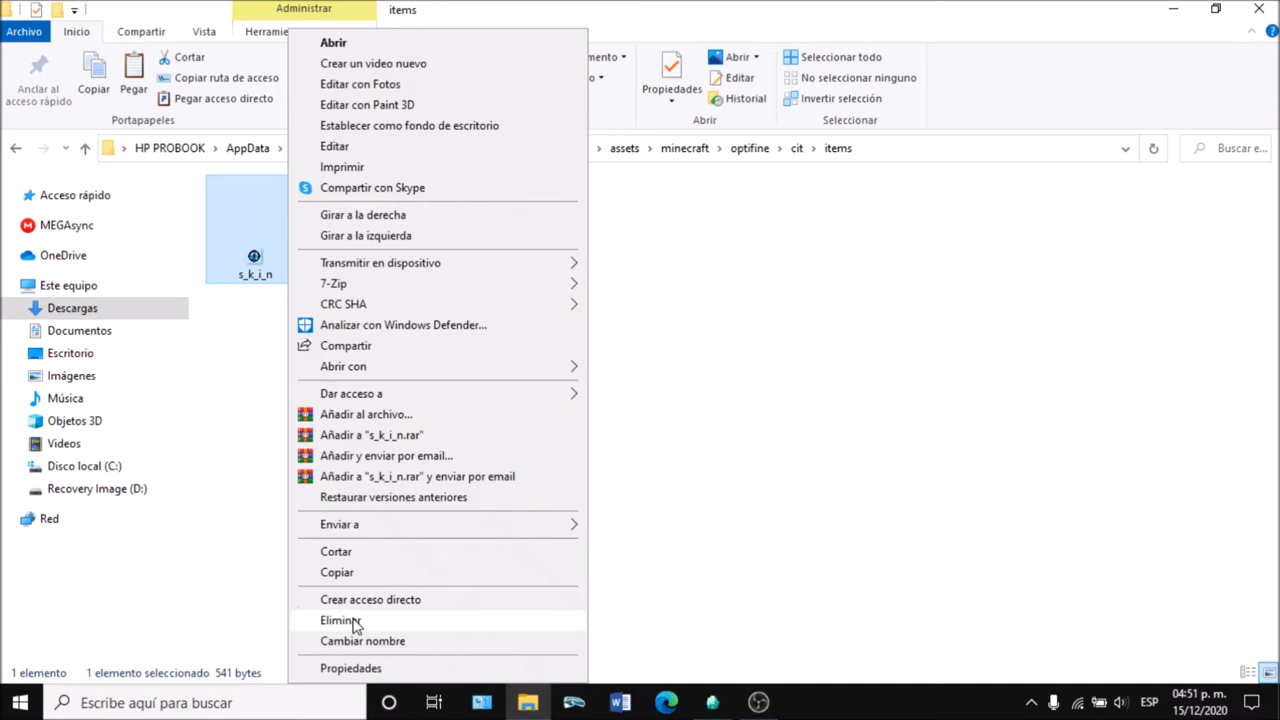 Administrar
items
Archivo
Inicio
Compartir
Vista
Herramie
Anclar al
acceso rápido
Copiar
Pegar
Cortar
Copiar ruta de acceso
Pegar acceso directo
Portapapeles
Propiedades
Abrir
Editar
Historial
Abrir
Seleccionar todo
No seleccionar ninguno
Invertir selección
Seleccionar
HP PROBOOK
AppData
assets
minecraft
optifine
cit
items
Buscar e...
Acceso rápido
MEGAsync
OneDrive
Este equipo
Descargas
Documentos
Escritorio
Imágenes
Música
Objetos 3D
Videos
Disco local (C:)
Recovery Image (D:)
Red
s_k_i_n
Abrir
Crear un video nuevo
Editar con Fotos
Editar con Paint 3D
Establecer como fondo de escritorio
Editar
Imprimir
Compartir con Skype
Girar a la derecha
Girar a la izquierda
Transmitir en dispositivo
7-Zip
CRC SHA
Analizar con Windows Defender...
Compartir
Abrir con
Dar acceso a
Añadir al archivo...
Añadir a "s_k_i_n.rar"
Añadir y enviar por email...
Añadir a "s_k_i_n.rar" y enviar por email
Restaurar versiones anteriores
Enviar a
Cortar
Copiar
Crear acceso directo
Eliminar
Cambiar nombre
Propiedades
1 elemento
1 elemento seleccionado 541 bytes
Escribe aquí para buscar
ESP
04:51 p. m.
15/12/2020